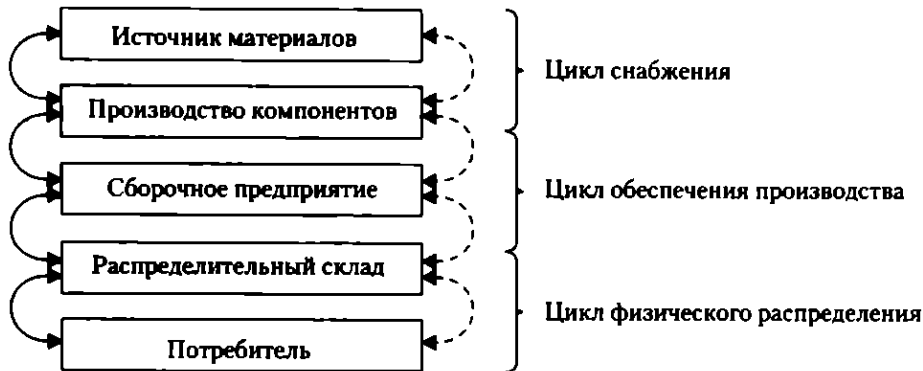 Источник материалов
Цикл снабжения
Производство компонентов
Сборочное предприятие
Цикл обеспечения производства
Распределительный склад
Цикл физического распределения
Потребитель